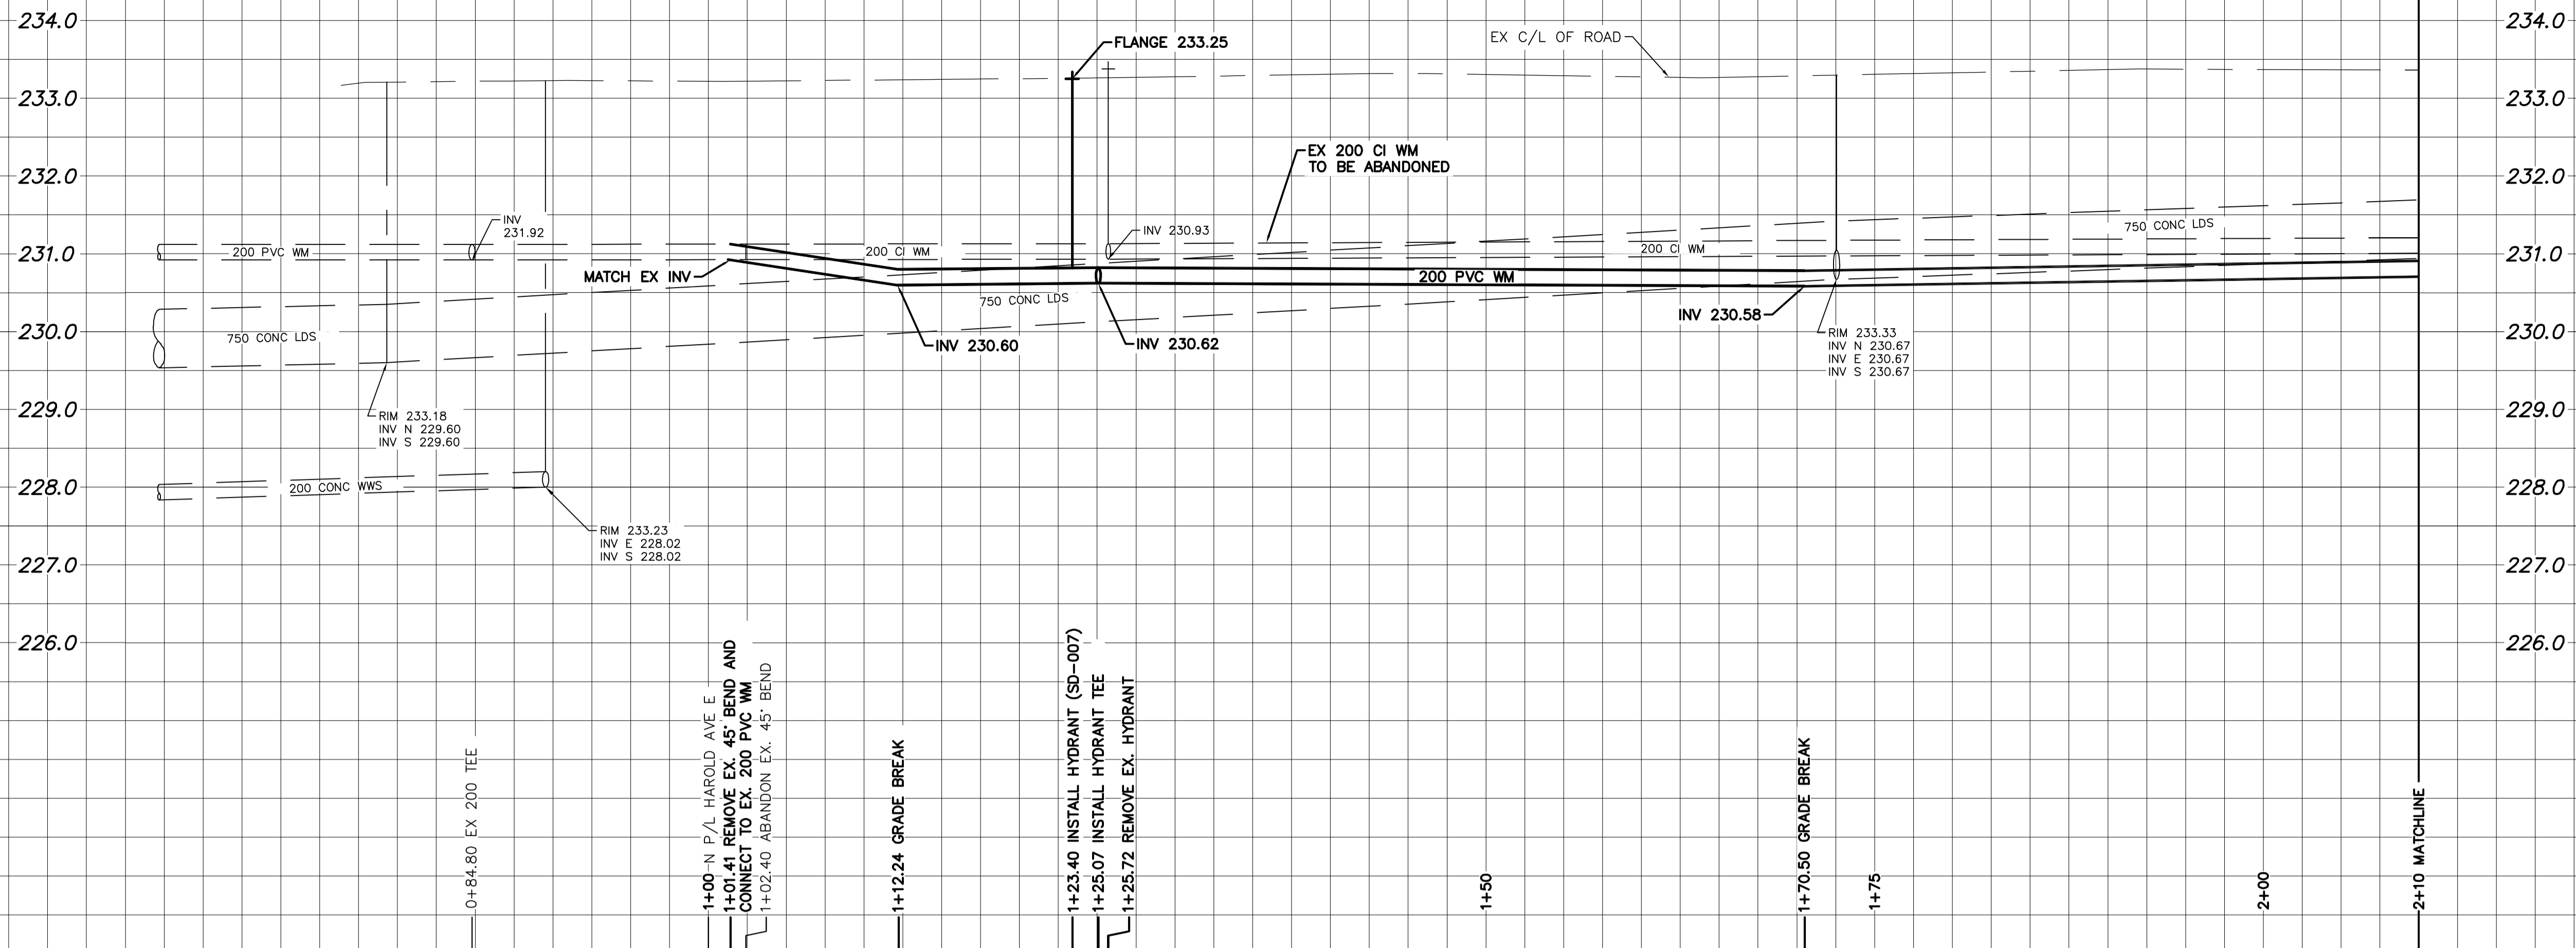 234.0
234.0
FLANGE 233.25
EX C/L OF ROAD
233.0
233.0
EX 200 CI WM
TO BE ABANDONED
232.0
232.0
INV
231.92
INV 230.93
750 CONC LDS
231.0
200 PVC WM
200 CI WM
200 CI WM
231.0
MATCH EX INV
200 PVC WM
750 CONC LDS
INV 230.58
230.0
750 CONC LDS
INV 230.60
INV 230.62
RIM 233.33
INV N 230.67
INV E 230.67
INV S 230.67
230.0
229.0
RIM 233.18
INV N 229.60
INV S 229.60
229.0
228.0
200 CONC WWS
228.0
RIM 233.23
INV E 228.02
INV S 228.02
227.0
227.0
226.0
226.0
0+84.80 EX 200 TEE
1+00 N P/L HAROLD AVE E
1+01.41 REMOVE EX. 45° BEND AND
CONNECT TO EX. 200 PVC WM
1+02.40 ABANDON EX. 45° BEND
1+12.24 GRADE BREAK
1+23.40 INSTALL HYDRANT (SD-007)
1+25.07 INSTALL HYDRANT TEE
1+25.72 REMOVE EX. HYDRANT
1+50
1+70.50 GRADE BREAK
1+75
2+00
2+10 MATCHLINE